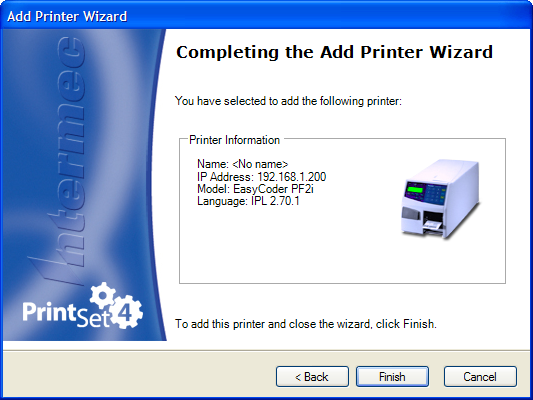 Add Printer Wizard
Intermec
Completing the Add Printer Wizard
You have selected to add the following printer:
Printer Information
Name: <No name>
IP Address: 192.168.1.200
Model: EasyCoder PF2i
Language: IPL 2.70.1
PrintSet 4
To add this printer and close the wizard, click Finish.
< Back
Finish
Cancel